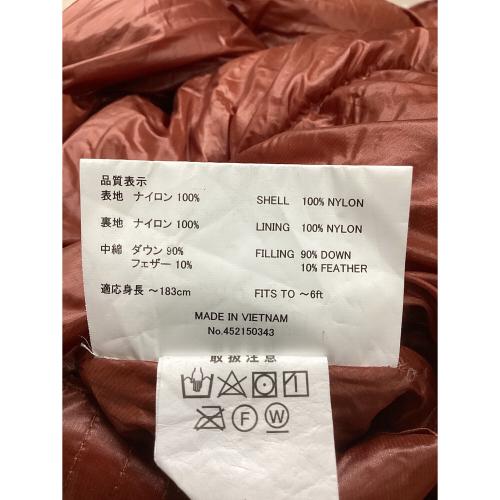 品質表示
表地 ナイロン 100% SHELL 100% NYLON
裏地 ナイロン 100% LINING 100% NYLON
中綿 ダウン 90% FILLING 90% DOWN
フェザー 10% 10% FEATHER
適応身長 ～183cm FITS TO ～6ft
MADE IN VIETNAM
No.452150343
取扱注意
F W